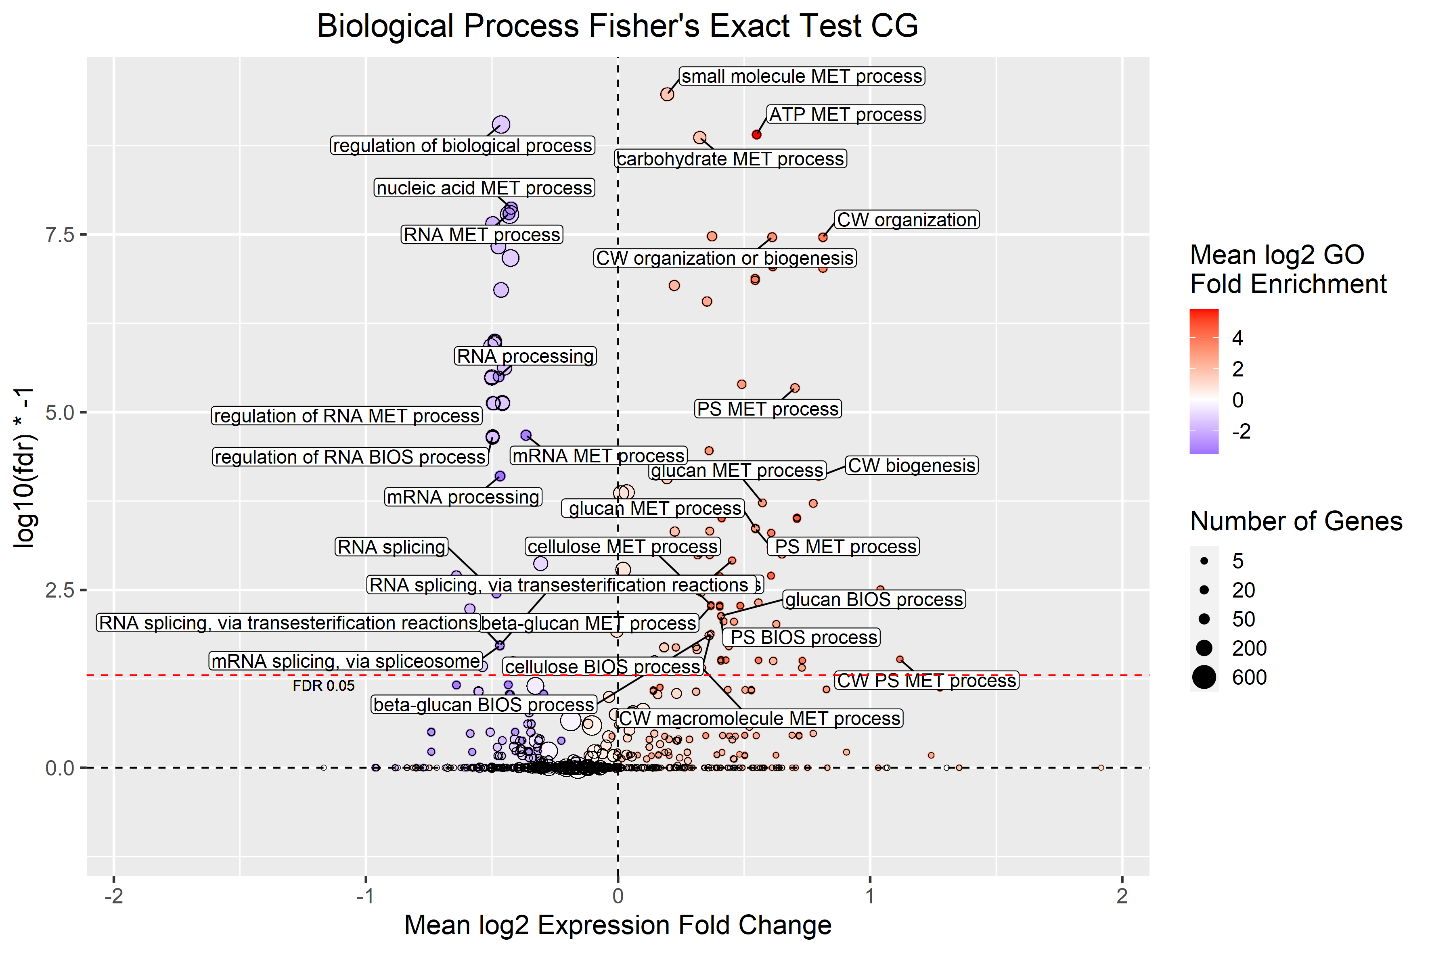 Biological Process Fisher's Exact Test CG
small molecule MET process
ATP MET process
regulation of biological process
carbohydrate MET process
nucleic acid MET process
CW organization
RNA MET process
CW organization or biogenesis
RNA processing
PS MET process
regulation of RNA MET process
regulation of RNA BIOS process
mRNA MET process
glucan MET process
CW biogenesis
mRNA processing
glucan MET process
RNA splicing
cellulose MET process
PS MET process
RNA splicing, via transesterification reactions
s
glucan BIOS process
RNA splicing, via transesterification reactions
beta-glucan MET process
PS BIOS process
mRNA splicing, via spliceosome
cellulose BIOS process
CW PS MET process
FDR 0.05
beta-glucan BIOS process
CW macromolecule MET process
7.5
5.0
2.5
0.0
log10(fdr) * -1
-2
-1
0
1
2
Mean log2 Expression Fold Change
Mean log2 GO
Fold Enrichment
4
2
0
-2
Number of Genes
5
20
50
200
600